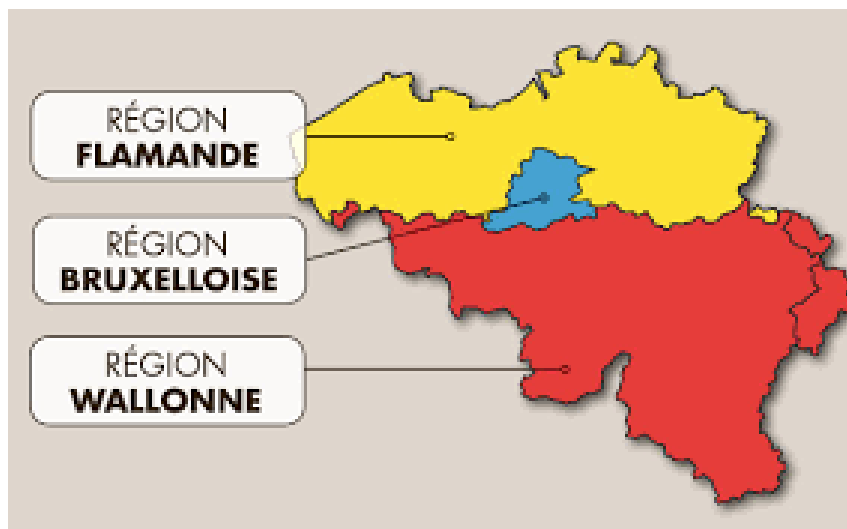 RÉGION
FLAMANDE
RÉGION
BRUXELLOISE
RÉGION
WALLONNE